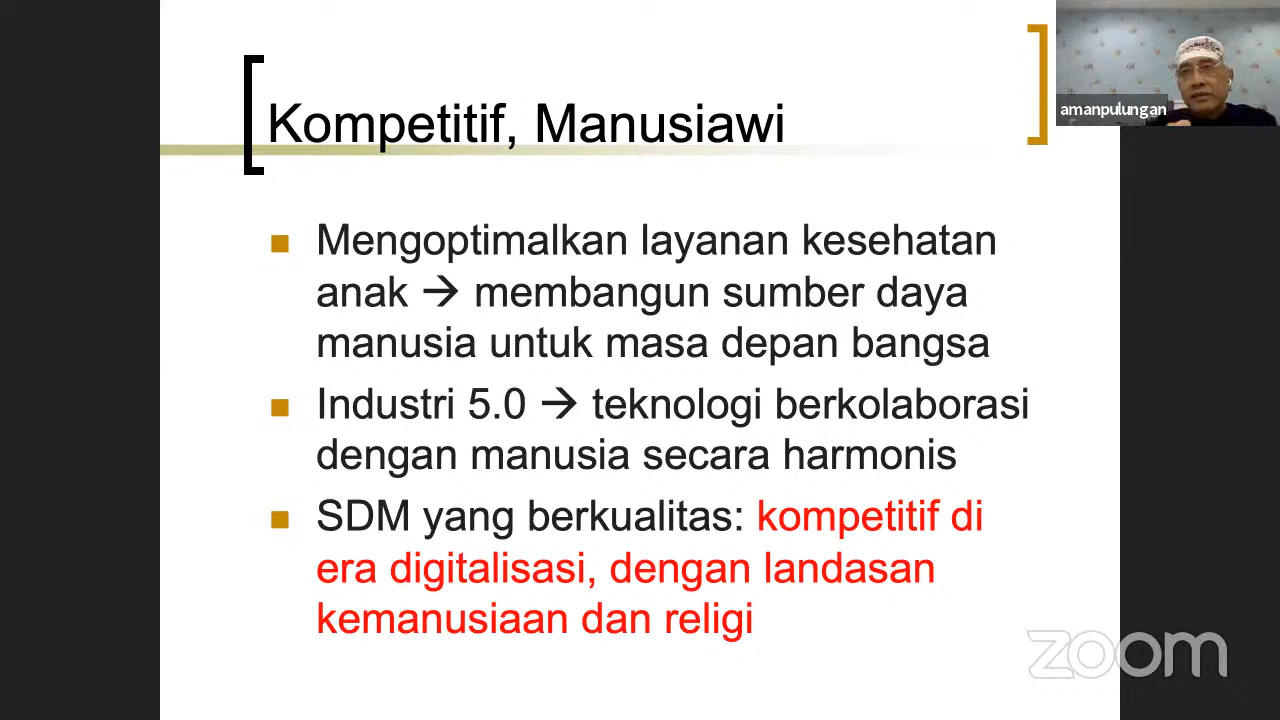 Kompetitif, Manusiawi
amanpulungan
Mengoptimalkan layanan kesehatan
anak → membangun sumber daya
manusia untuk masa depan bangsa
Industri 5.0 → teknologi berkolaborasi
dengan manusia secara harmonis
SDM yang berkualitas: kompetitif di
era digitalisasi, dengan landasan
kemanusiaan dan religi
zoom